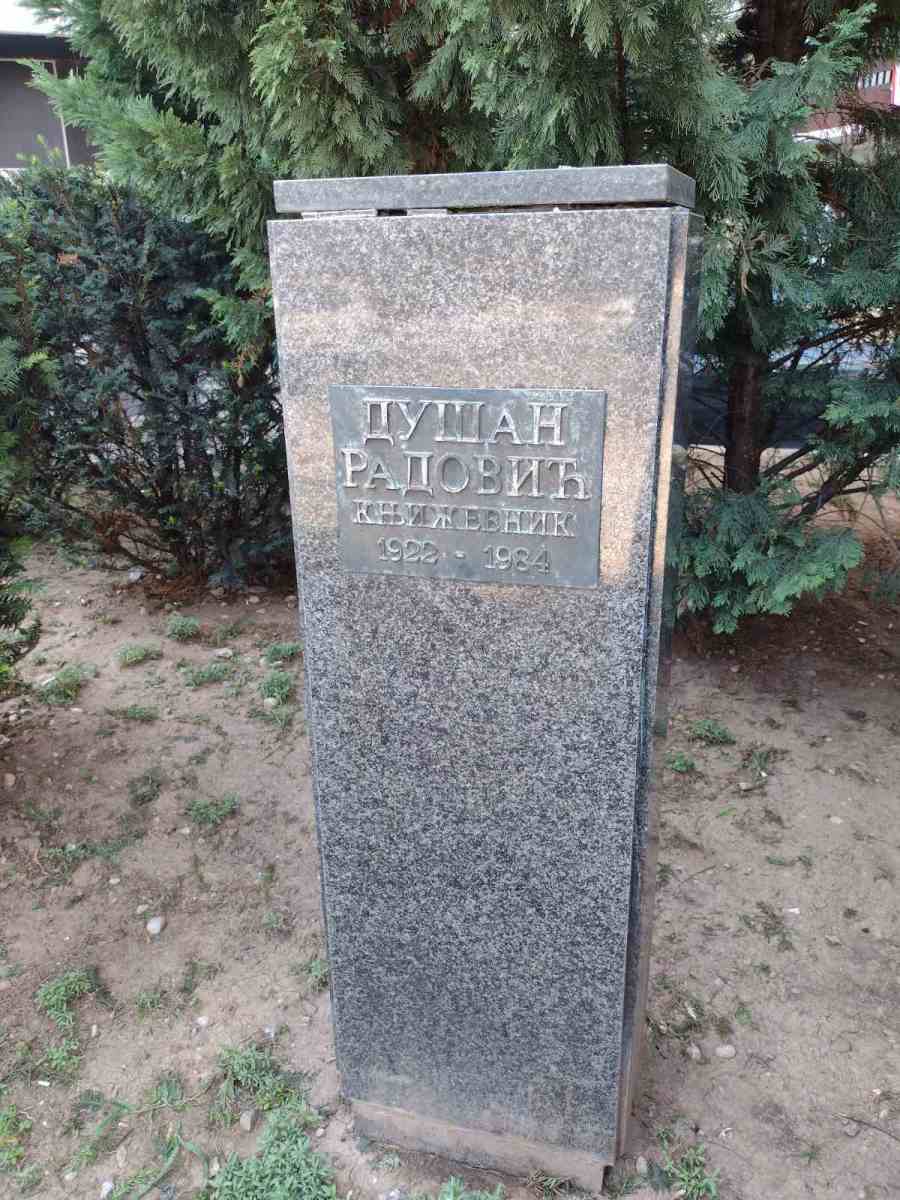 ДУШАН
РАДОВИЋ
КЊИЖЕВНИК
1922 - 1984